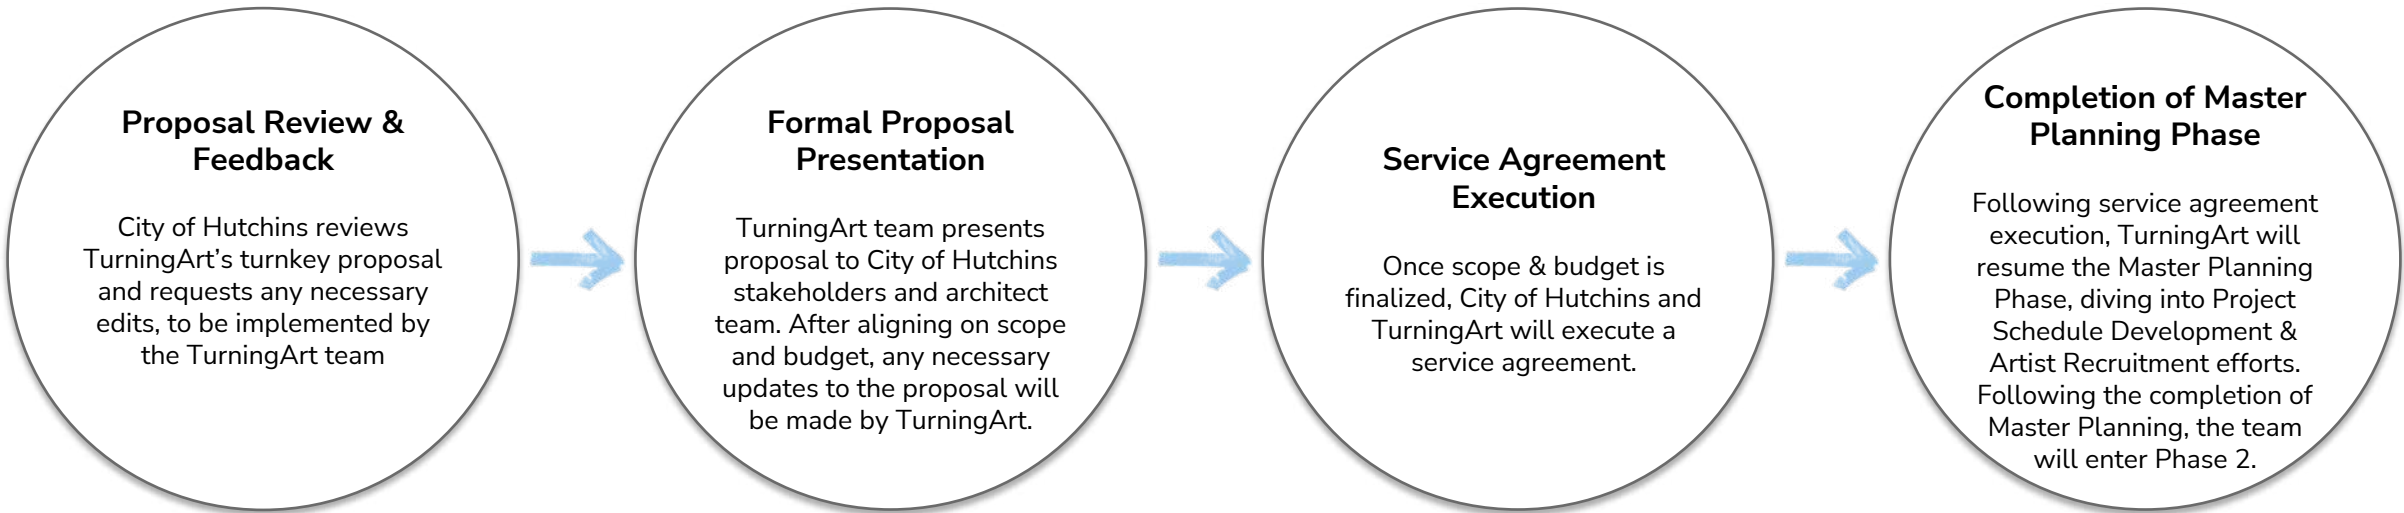 Proposal Review &
Feedback
City of Hutchins reviews
TurningArt’s turnkey proposal
and requests any necessary
edits, to be implemented by
the TurningArt team
Formal Proposal
Presentation
TurningArt team presents
proposal to City of Hutchins
stakeholders and architect
team. After aligning on scope
and budget, any necessary
updates to the proposal will
be made by TurningArt.
Service Agreement
Execution
Once scope & budget is
finalized, City of Hutchins and
TurningArt will execute a
service agreement.
Completion of Master
Planning Phase
Following service agreement
execution, TurningArt will
resume the Master Planning
Phase, diving into Project
Schedule Development &
Artist Recruitment efforts.
Following the completion of
Master Planning, the team
will enter Phase 2.